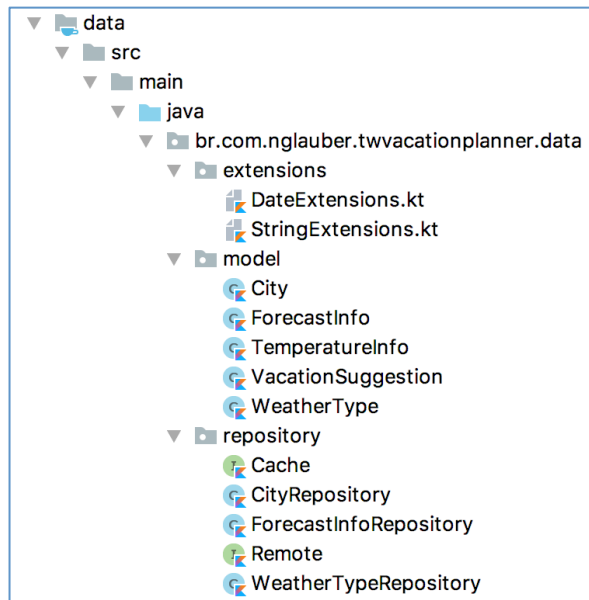 data
src
main
java
br.com.nglauber.twvacationplanner.data
extensions
DateExtensions.kt
StringExtensions.kt
model
City
ForecastInfo
TemperatureInfo
VacationSuggestion
WeatherType
repository
Cache
CityRepository
ForecastInfoRepository
Remote
WeatherTypeRepository